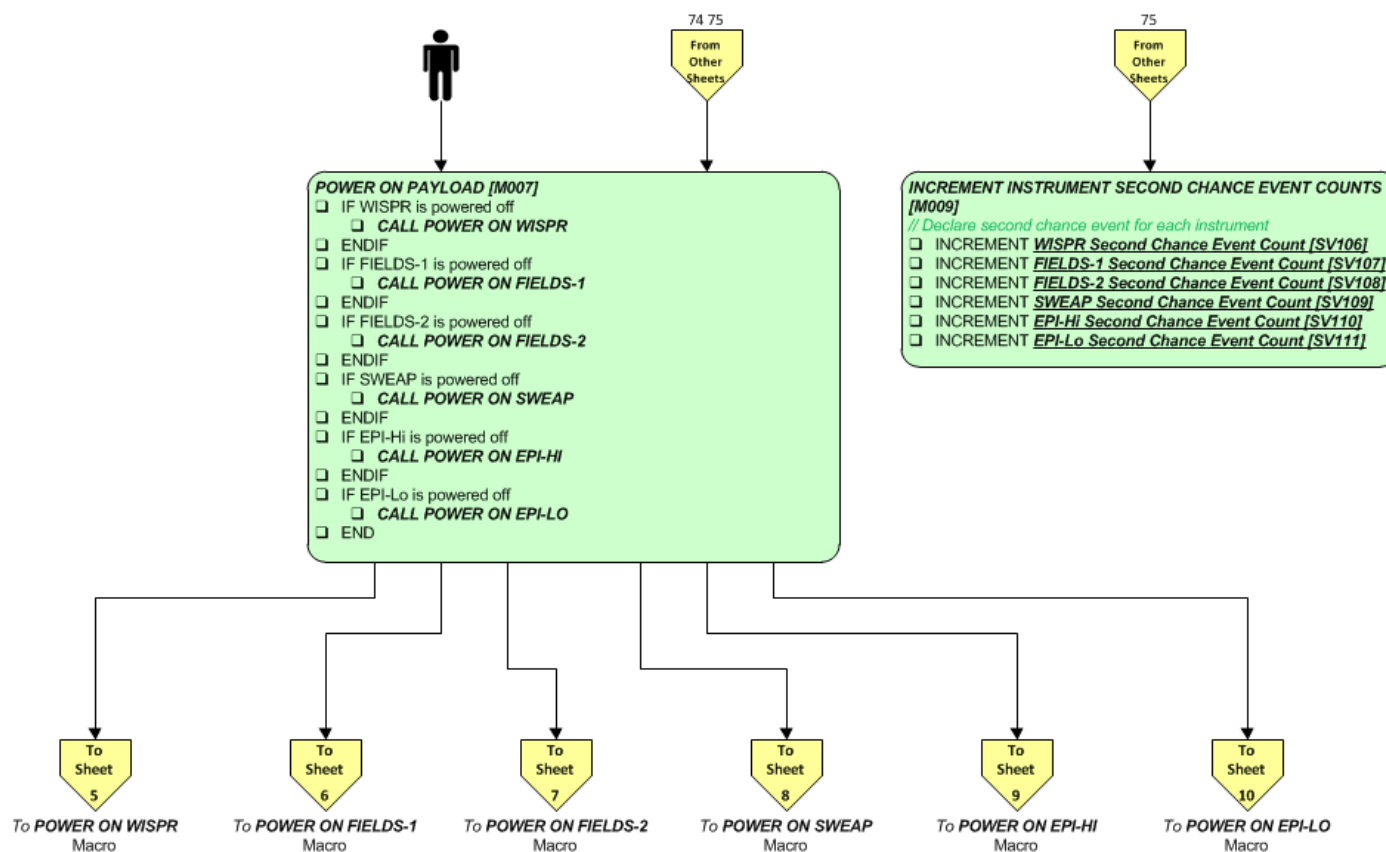 74 75
From
Other
Sheets
75
From
Other
Sheets
POWER ON PAYLOAD [M007]
IF WISPR is powered off
CALL POWER ON WISPR
ENDIF
IF FIELDS-1 is powered off
CALL POWER ON FIELDS-1
ENDIF
IF FIELDS-2 is powered off
CALL POWER ON FIELDS-2
ENDIF
IF SWEAP is powered off
CALL POWER ON SWEAP
ENDIF
IF EPI-Hi is powered off
CALL POWER ON EPI-HI
ENDIF
IF EPI-Lo is powered off
CALL POWER ON EPI-LO
END
INCREMENT INSTRUMENT SECOND CHANCE EVENT COUNTS
[M009]
// Declare second chance event for each instrument
INCREMENT WISPR Second Chance Event Count [SV106]
INCREMENT FIELDS-1 Second Chance Event Count [SV107]
INCREMENT FIELDS-2 Second Chance Event Count [SV108]
INCREMENT SWEAP Second Chance Event Count [SV109]
INCREMENT EPI-Hi Second Chance Event Count [SV110]
INCREMENT EPI-Lo Second Chance Event Count [SV111]
To
Sheet
5
To POWER ON WISPR
Macro
To
Sheet
6
To POWER ON FIELDS-1
Macro
To
Sheet
7
To POWER ON FIELDS-2
Macro
To
Sheet
8
To POWER ON SWEAP
Macro
To
Sheet
9
To POWER ON EPI-HI
Macro
To
Sheet
10
To POWER ON EPI-LO
Macro